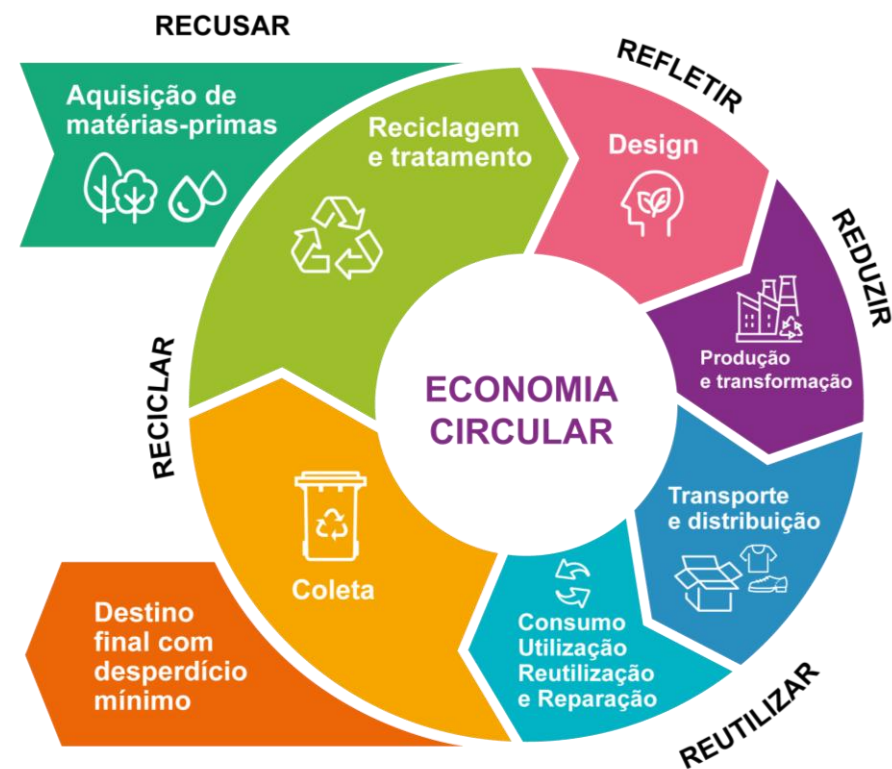 RECUSAR
REFLETIR
Aquisição de
matérias-primas
Reciclagem
e tratamento
Design
REDUZIR
Produção
e transformação
ECONOMIA
CIRCULAR
RECICLAR
Transporte
e distribuição
Coleta
Consumo
Utilização
Reutilização
e Reparação
Destino
final com
desperdício
mínimo
REUTILIZAR